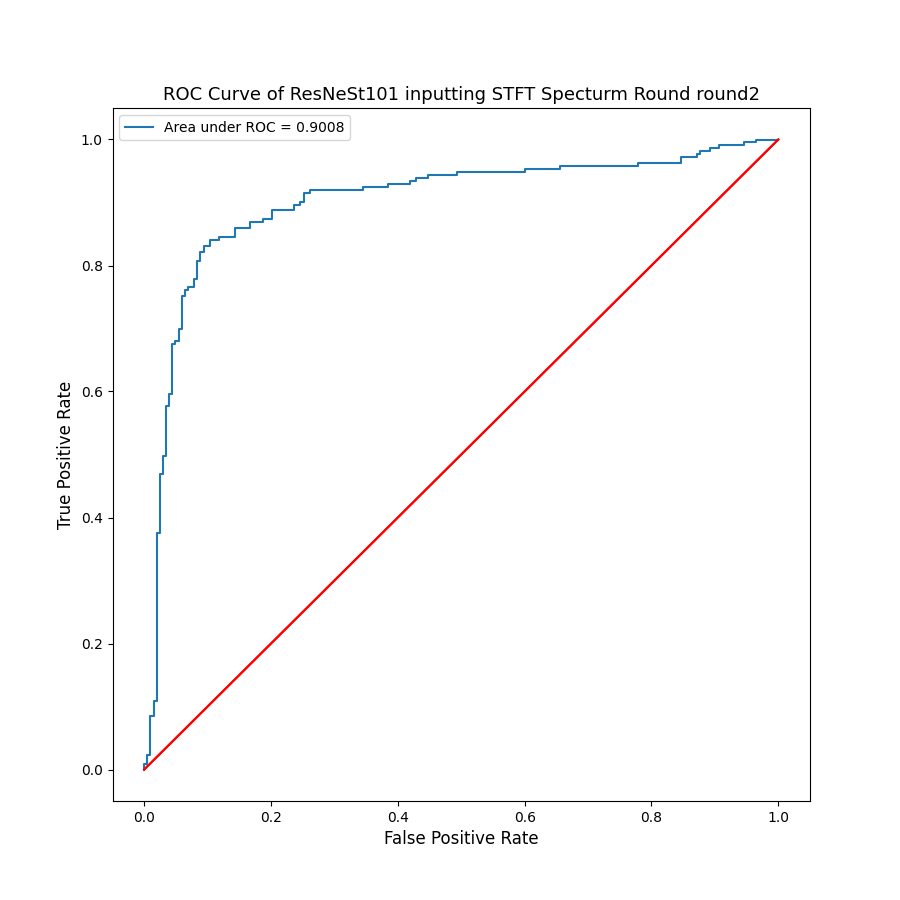 ROC Curve of ResNeSt101 inputting STFT Specturm Round round2
Area under ROC = 0.9008
1.0
0.8
0.6
0.4
0.2
0.0
True Positive Rate
0.0 0.2 0.4 0.6 0.8 1.0
False Positive Rate